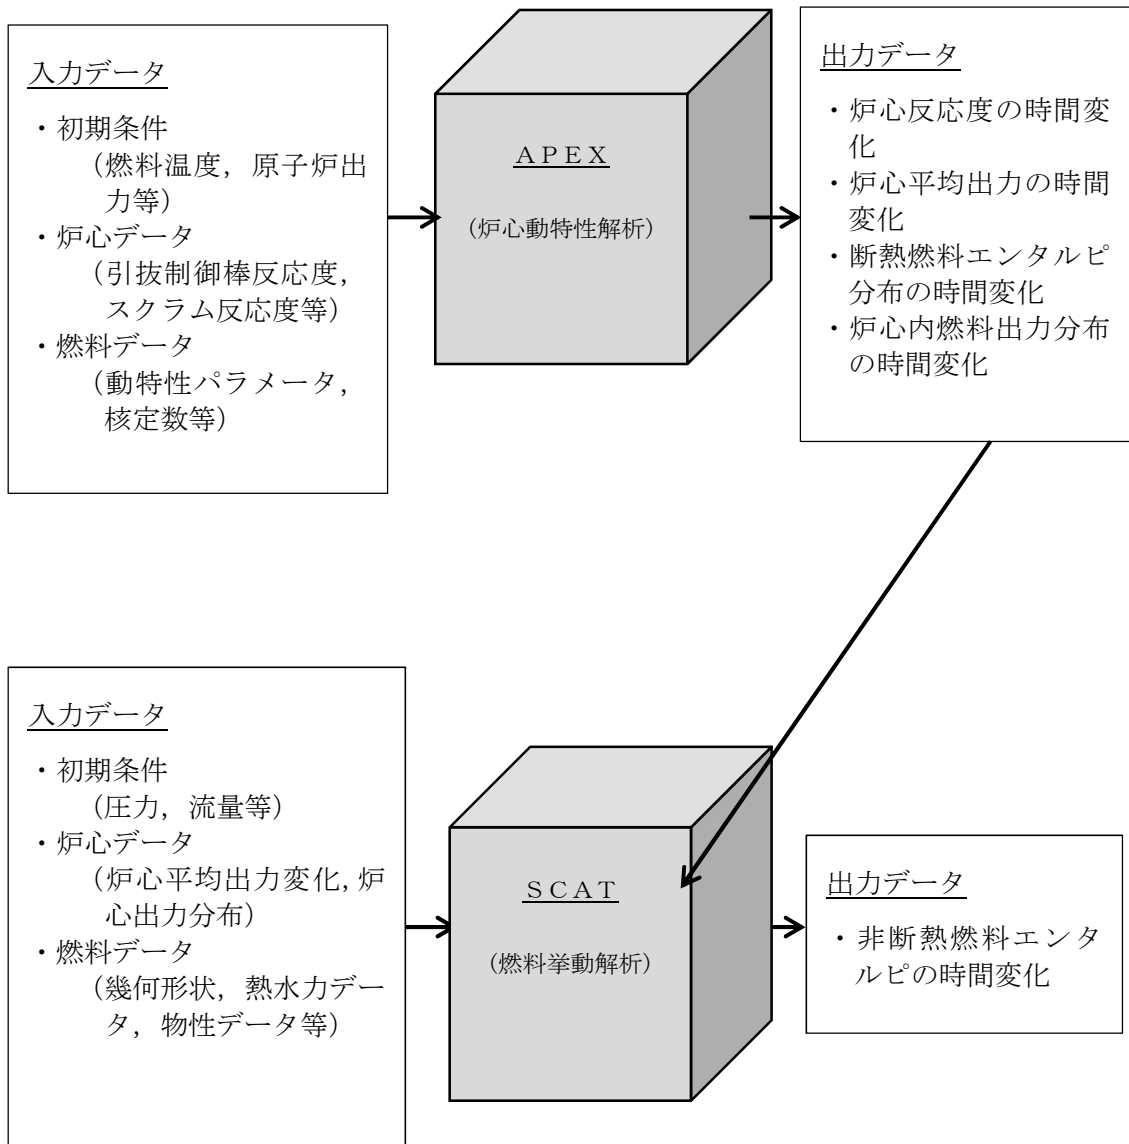 入力データ
・初期条件
（燃料温度，原子炉出
力等）
・炉心データ
（引抜制御棒反応度，
スクラム反応度等）
・燃料データ
（動特性パラメータ，
核定数等）
ＡＰＥＸ
（炉心動特性解析）
出力データ
・炉心反応度の時間変
化
・炉心平均出力の時間
変化
・断熱燃料エンタルピ
分布の時間変化
・炉心内燃料出力分布
の時間変化
入力データ
・初期条件
（圧力，流量等）
・炉心データ
（炉心平均出力変化，炉
心出力分布）
・燃料データ
（幾何形状，熱水力デー
タ，物性データ等）
ＳＣＡＴ
（燃料挙動解析）
出力データ
・非断熱燃料エンタ
ルピの時間変化